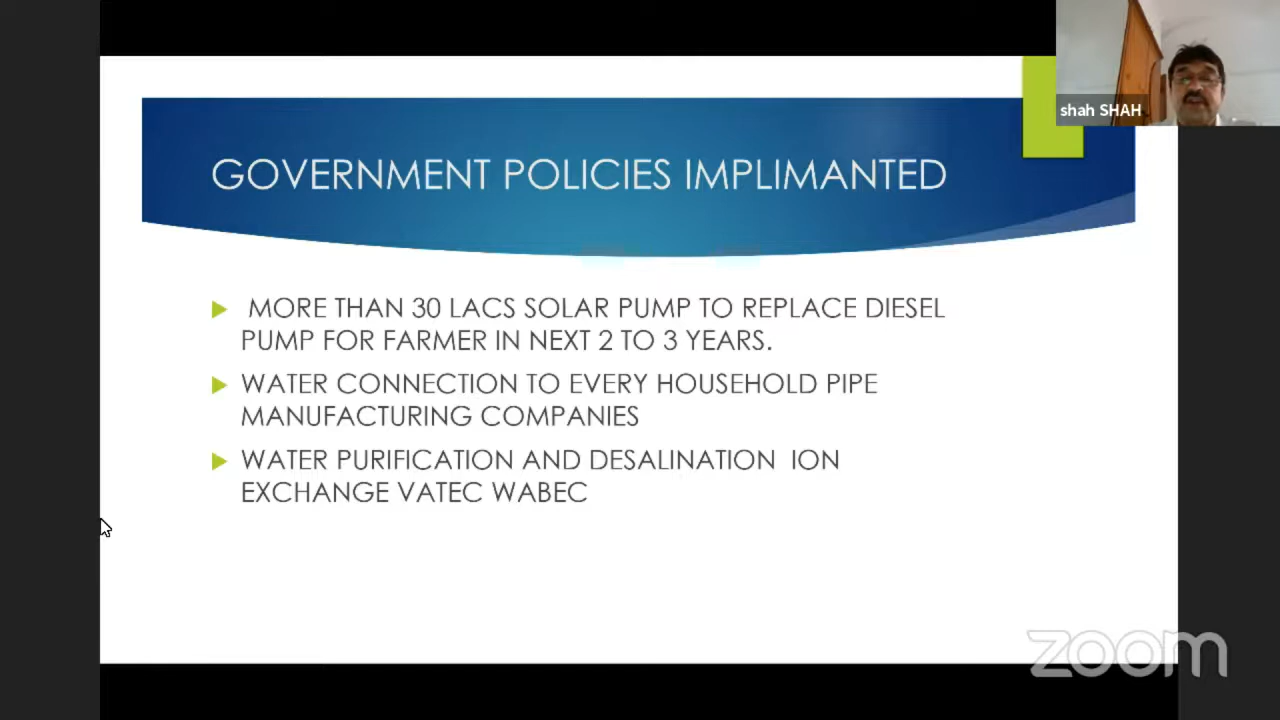 shah SHAH
GOVERNMENT POLICIES IMPLIMANTED
MORE THAN 30 LACS SOLAR PUMP TO REPLACE DIESEL
PUMP FOR FARMER IN NEXT 2 TO 3 YEARS.
WATER CONNECTION TO EVERY HOUSEHOLD PIPE
MANUFACTURING COMPANIES
WATER PURIFICATION AND DESALINATION ION
EXCHANGE VATEC WABEC
zoom